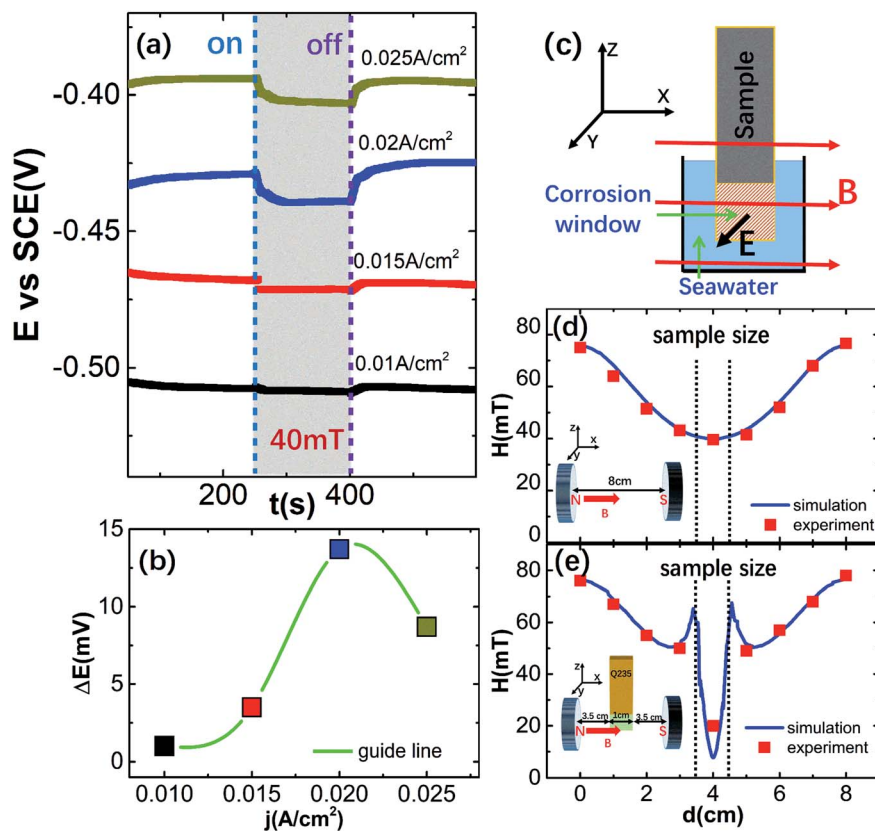 (a)
on
off
0.025A/cm²
0.02A/cm²
0.015A/cm²
0.01A/cm²
40mT
E vs SCE(V)
-0.40
-0.45
-0.50
200
400
t(s)
(b)
ΔE(mV)
15
10
5
0
guide line
0.010
0.015
0.020
0.025
j(A/cm²)
(c)
Z
X
Y
Sample
B
Corrosion
window
E
Seawater
(d)
sample size
H(mT)
80
60
40
20
0
z
x
y
8cm
N
S
B
simulation
experiment
(e)
sample size
H(mT)
80
60
40
20
0
Q235
z
x
y
3.5 cm
1cm
3.5 cm
N
S
B
simulation
experiment
0
2
4
6
8
d(cm)